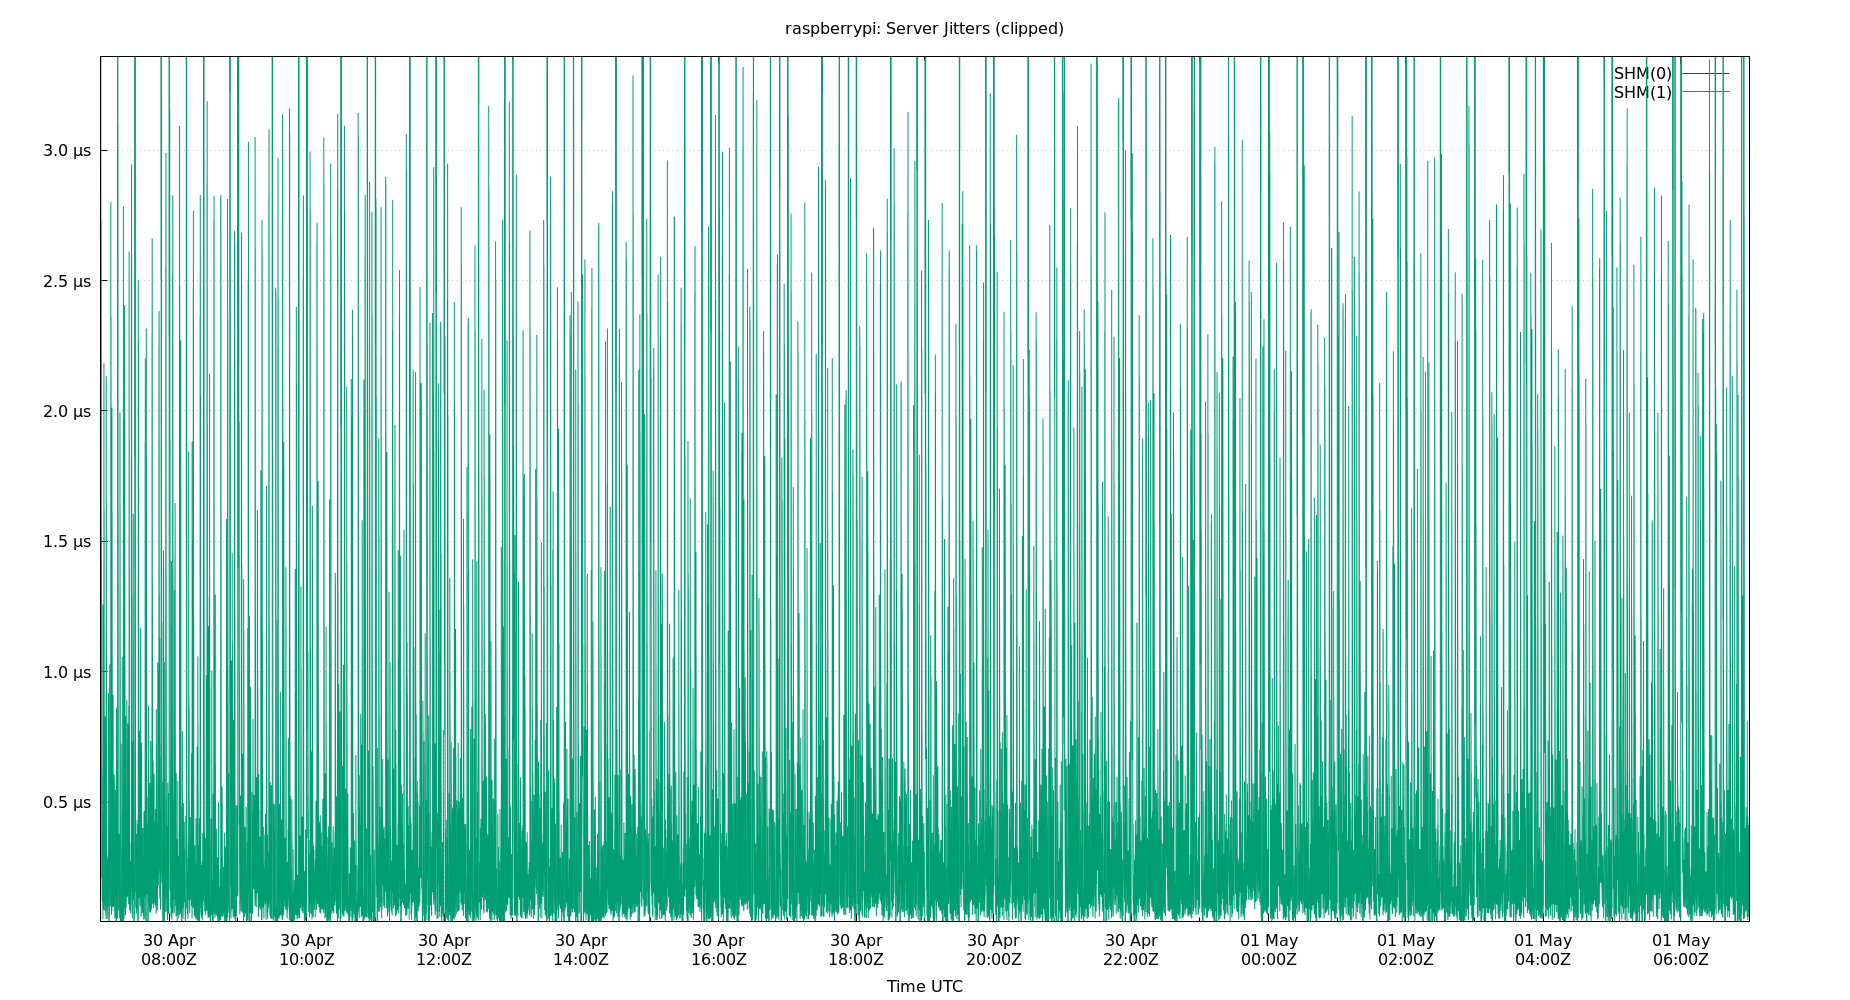 raspberrypi: Server Jitters (clipped)
SHM(0)
SHM(1)
3.0 µs
2.5 µs
2.0 µs
1.5 µs
1.0 µs
0.5 µs
30 Apr 30 Apr 30 Apr 30 Apr 30 Apr 30 Apr 30 Apr 30 Apr 01 May 01 May 01 May 01 May
08:00Z 10:00Z 12:00Z 14:00Z 16:00Z 18:00Z 20:00Z 22:00Z 00:00Z 02:00Z 04:00Z 06:00Z
Time UTC